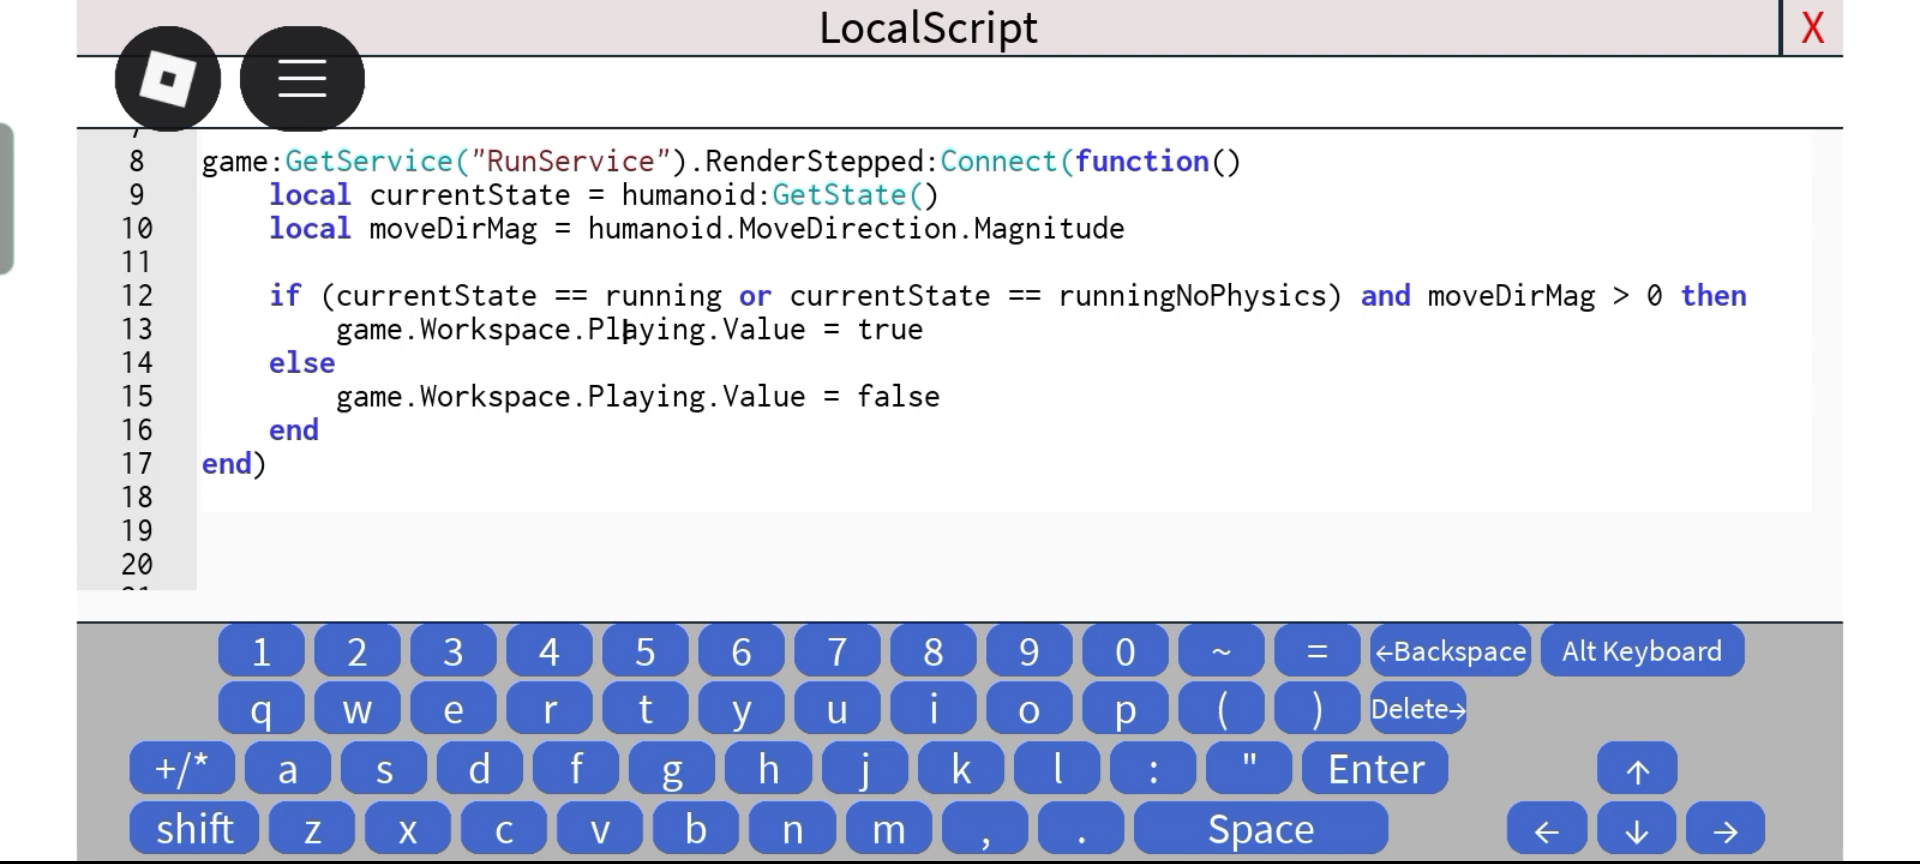 LocalScript
X
8 game:GetService("RunService").RenderStepped:Connect(function()
9 local currentState = humanoid:GetState()
10 local moveDirMag = humanoid.MoveDirection.Magnitude
11
12 if (currentState == running or currentState == runningNoPhysics) and moveDirMag > 0 then
13 game.Workspace.Playing.Value = true
14 else
15 game.Workspace.Playing.Value = false
16 end
17 end)
18
19
20
1 2 3 4 5 6 7 8 9 0 ~ = ←Backspace Alt Keyboard
q w e r t y u i o p ( ) Delete→
+/* a s d f g h j k l : " Enter ↑
shift z x c v b n m , . Space ← ↓ →